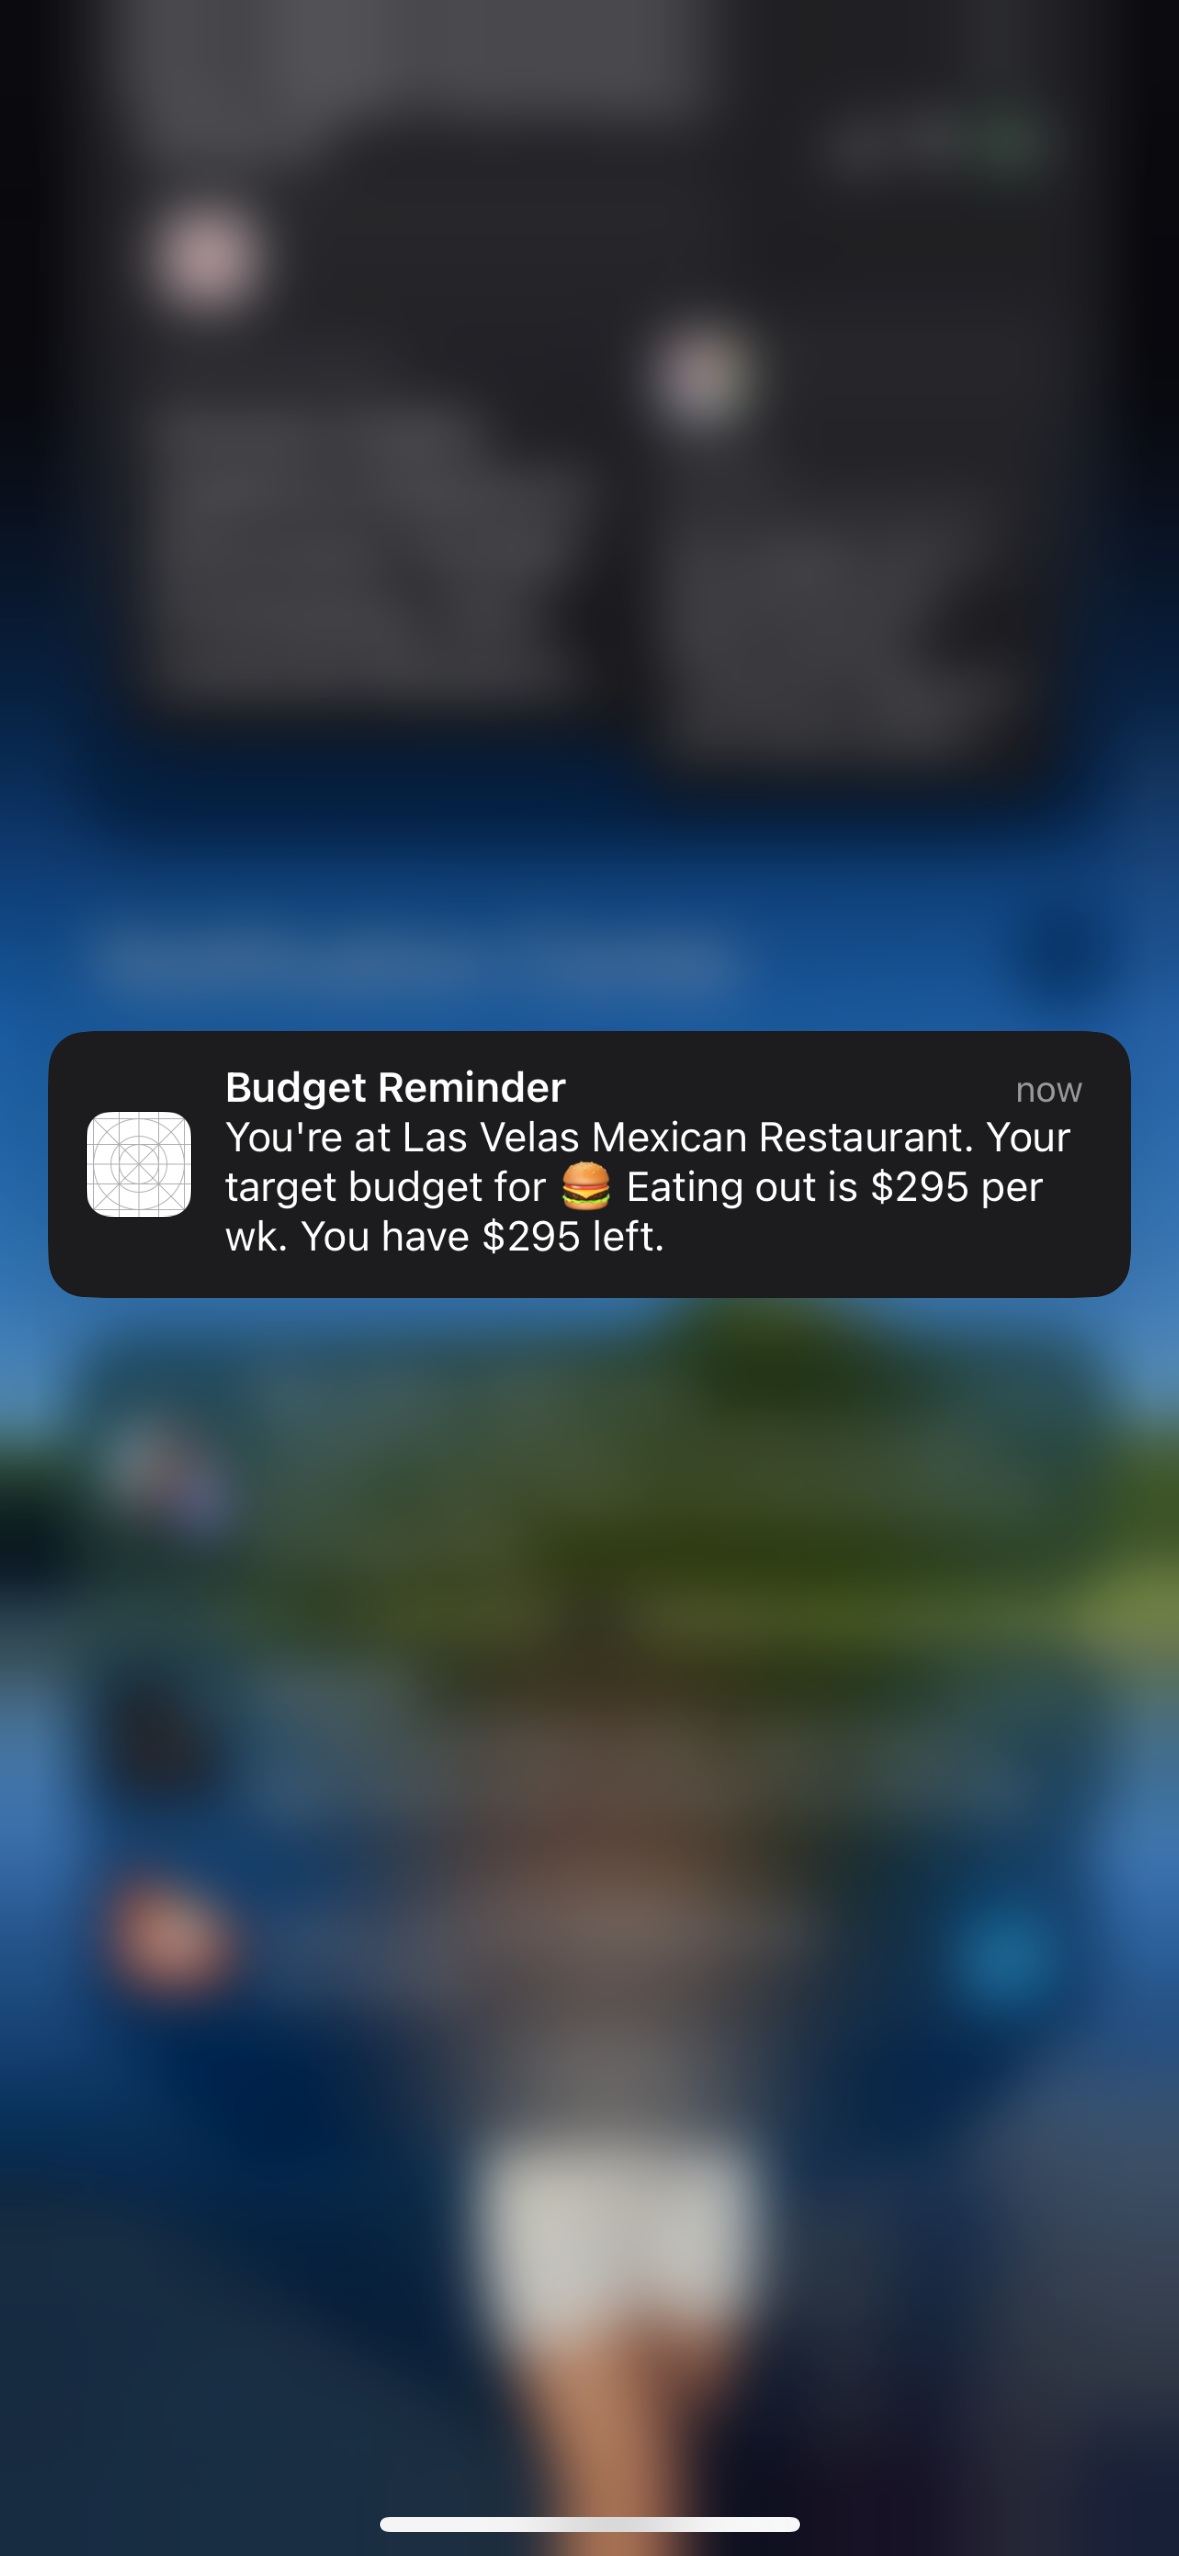 Budget Reminder
now
You're at Las Velas Mexican Restaurant. Your
target budget for 🍔 Eating out is $295 per
wk. You have $295 left.